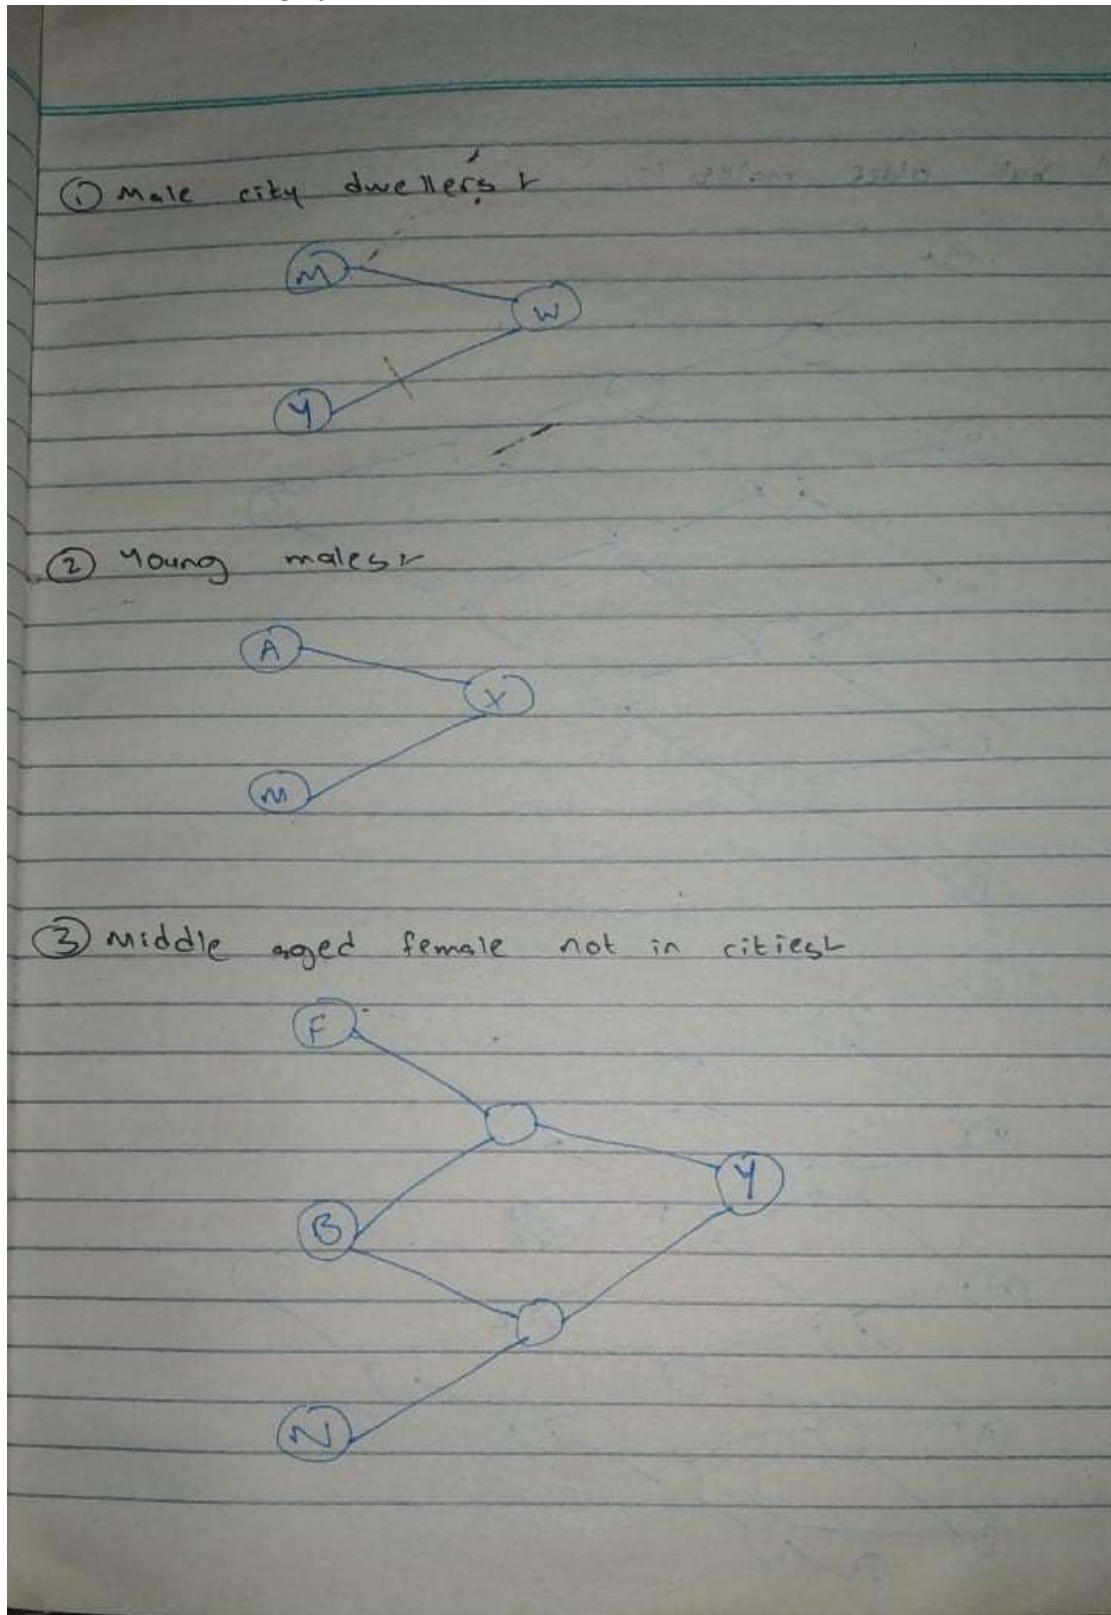 ① Male city dwellers
M
W
Y
② Young males
A
X
M
③ Middle aged female not in cities
F
B
Y
N